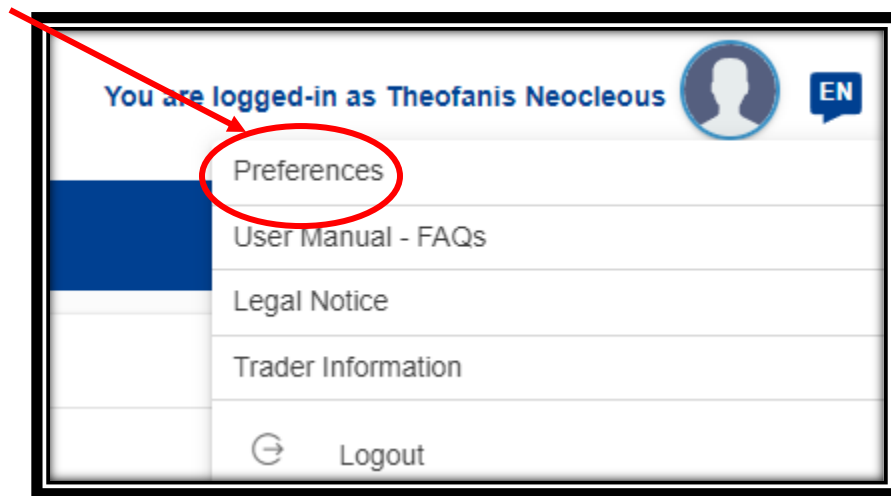 You are logged-in as Theofanis Neocleous EN
Preferences
User Manual - FAQs
Legal Notice
Trader Information
Logout